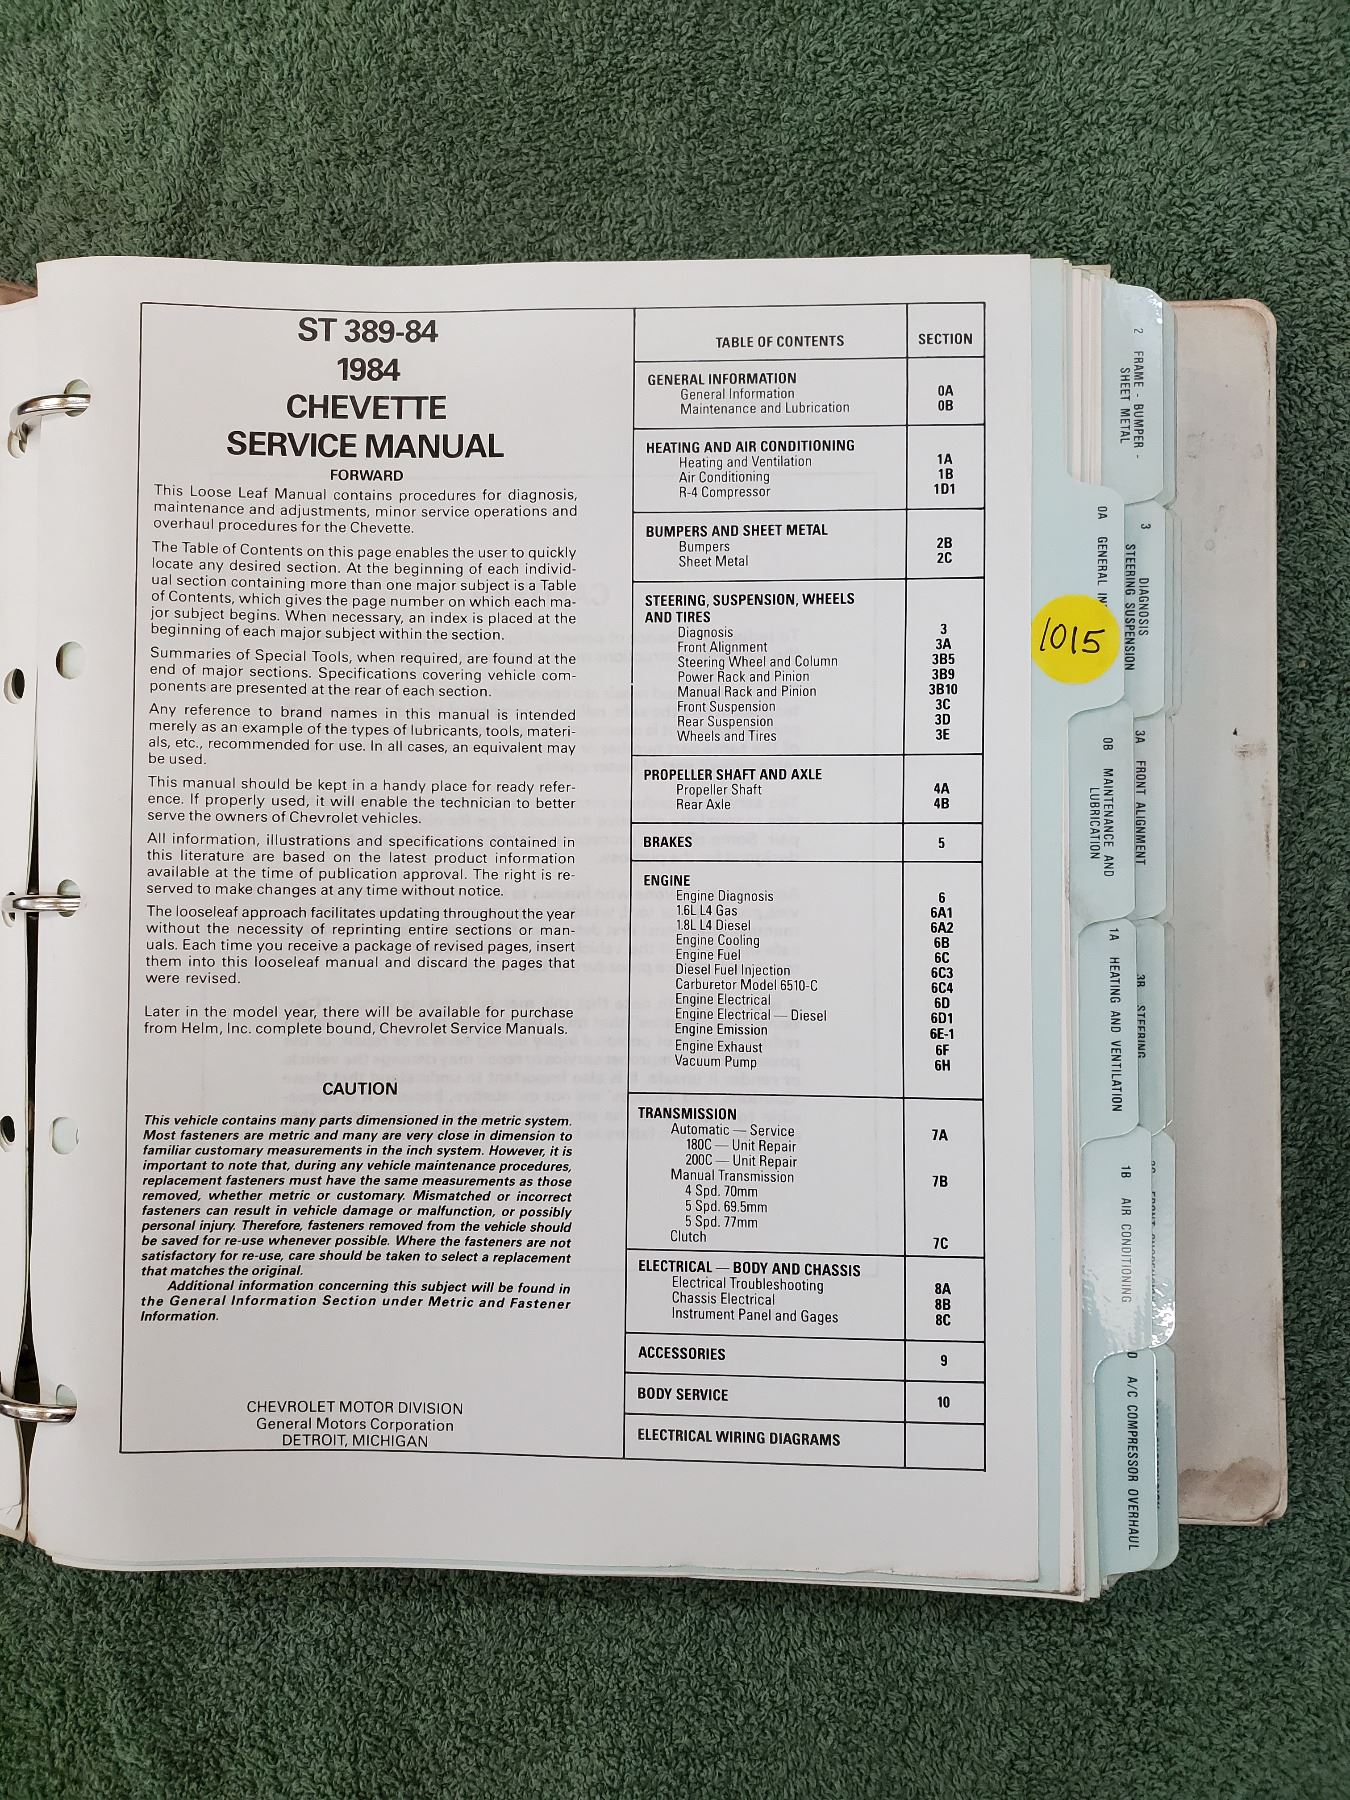 ST 389-84
1984
CHEVETTE
SERVICE MANUAL
FORWARD
This Loose Leaf Manual contains procedures for diagnosis,
maintenance and adjustments, minor service operations and
overhaul procedures for the Chevette.
The Table of Contents on this page enables the user to quickly
locate any desired section. At the beginning of each individ-
ual section containing more than one major subject is a Table
of Contents, which gives the page number on which each ma-
jor subject begins. When necessary, an index is placed at the
beginning of each major subject within the section.
Summaries of Special Tools, when required, are found at the
end of major sections. Specifications covering vehicle com-
ponents are presented at the rear of each section.
Any reference to brand names in this manual is intended
merely as an example of the types of lubricants, tools, materi-
als, etc., recommended for use. In all cases, an equivalent may
be used.
This manual should be kept in a handy place for ready refer-
ence. If properly used, it will enable the technician to better
serve the owners of Chevrolet vehicles.
All information, illustrations and specifications contained in
this literature are based on the latest product information
available at the time of publication approval. The right is re-
served to make changes at any time without notice.
The looseleaf approach facilitates updating throughout the year
without the necessity of reprinting entire sections or man-
uals. Each time you receive a package of revised pages, insert
them into this looseleaf manual and discard the pages that
were revised.
Later in the model year, there will be available for purchase
from Helm, Inc. complete bound, Chevrolet Service Manuals.
CAUTION
This vehicle contains many parts dimensioned in the metric system.
Most fasteners are metric and many are very close in dimension to
familiar customary measurements in the inch system. However, it is
important to note that, during any vehicle maintenance procedures,
replacement fasteners must have the same measurements as those
removed, whether metric or customary. Mismatched or incorrect
fasteners can result in vehicle damage or malfunction, or possibly
personal injury. Therefore, fasteners removed from the vehicle should
be saved for re-use whenever possible. Where the fasteners are not
satisfactory for re-use, care should be taken to select a replacement
that matches the original.
Additional information concerning this subject will be found in
the General Information Section under Metric and Fastener
Information.
CHEVROLET MOTOR DIVISION
General Motors Corporation
DETROIT, MICHIGAN
TABLE OF CONTENTS SECTION
GENERAL INFORMATION
General Information 0A
Maintenance and Lubrication 0B
HEATING AND AIR CONDITIONING
Heating and Ventilation 1A
Air Conditioning 1B
R-4 Compressor 1D1
BUMPERS AND SHEET METAL
Bumpers 2B
Sheet Metal 2C
STEERING, SUSPENSION, WHEELS
AND TIRES
Diagnosis 3
Front Alignment 3A
Steering Wheel and Column 3B5
Power Rack and Pinion 3B9
Manual Rack and Pinion 3B10
Front Suspension 3C
Rear Suspension 3D
Wheels and Tires 3E
PROPELLER SHAFT AND AXLE
Propeller Shaft 4A
Rear Axle 4B
BRAKES 5
ENGINE
Engine Diagnosis 6
1.6L L4 Gas 6A1
1.8L L4 Diesel 6A2
Engine Cooling 6B
Engine Fuel 6C
Diesel Fuel Injection 6C3
Carburetor Model 6510-C 6C4
Engine Electrical 6D
Engine Electrical — Diesel 6D1
Engine Emission 6E-1
Engine Exhaust 6F
Vacuum Pump 6H
TRANSMISSION
Automatic — Service 7A
180C — Unit Repair
200C — Unit Repair
Manual Transmission 7B
4 Spd. 70mm
5 Spd. 69.5mm
5 Spd. 77mm
Clutch 7C
ELECTRICAL — BODY AND CHASSIS
Electrical Troubleshooting 8A
Chassis Electrical 8B
Instrument Panel and Gages 8C
ACCESSORIES 9
BODY SERVICE 10
ELECTRICAL WIRING DIAGRAMS
1015
0A GENERAL IN
0B MAINTENANCE AND
LUBRICATION
1A HEATING AND VENTILATION
1B AIR CONDITIONING
D A/C COMPRESSOR OVERHAUL
2 FRAME - BUMPER -
SHEET METAL
3 DIAGNOSIS
STEERING SUSPENSION
3A FRONT ALIGNMENT
3B STEERING